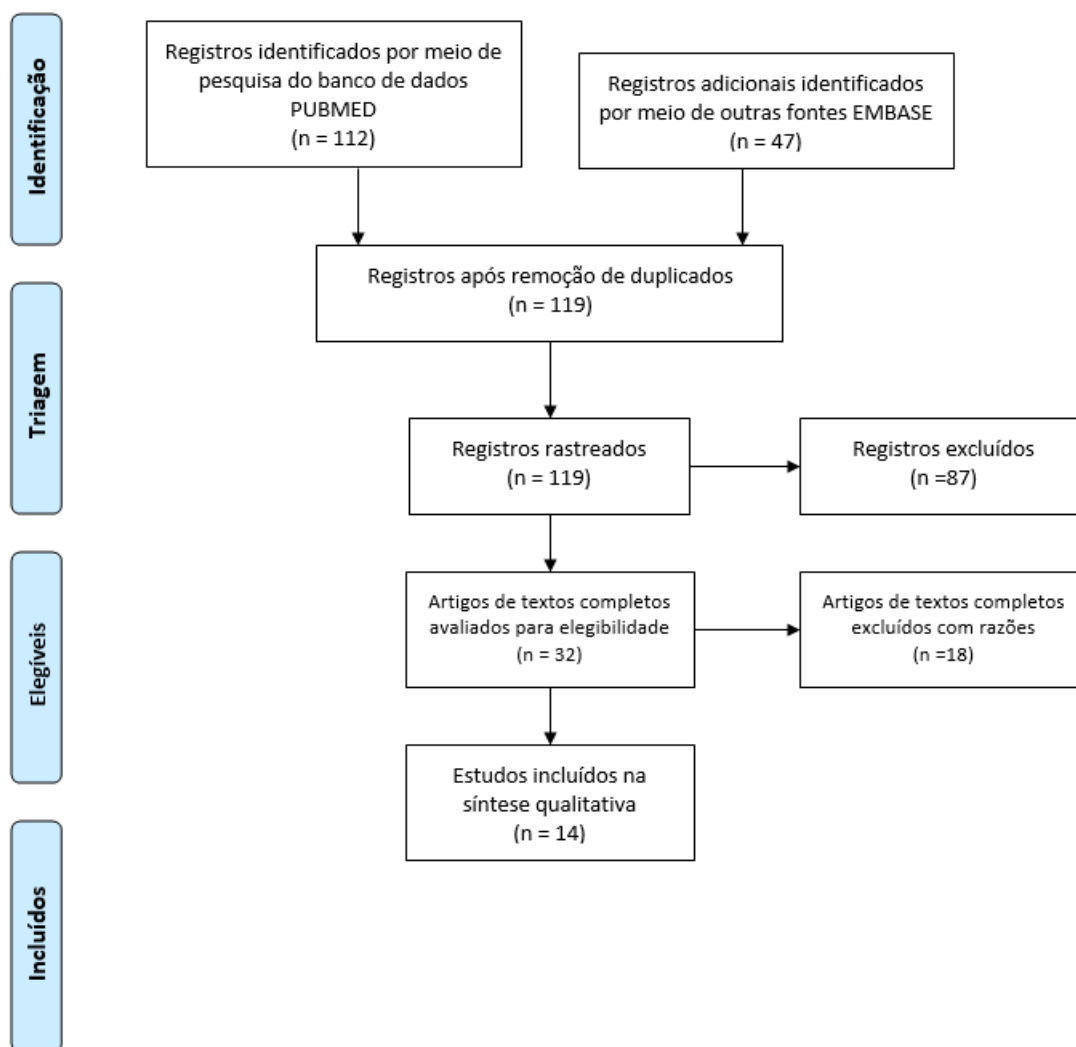 Identificação
Registros identificados por meio de
pesquisa do banco de dados
PUBMED
(n = 112)
Registros adicionais identificados
por meio de outras fontes EMBASE
(n = 47)
Registros após remoção de duplicados
(n = 119)
Triagem
Registros rastreados
(n = 119)
Registros excluídos
(n =87)
Elegíveis
Artigos de textos completos
avaliados para elegibilidade
(n = 32)
Artigos de textos completos
excluídos com razões
(n =18)
Estudos incluídos na
síntese qualitativa
(n = 14)
Incluídos